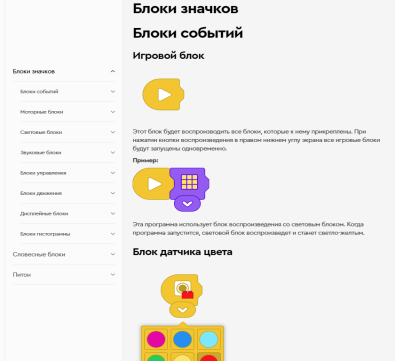 Блоки значков
Блоки событий
Игровой блок
Блоки значков
Блоки событий
Моторные блоки
Световые блоки
Звуковые блоки
Блоки управления
Блоки движения
Дисплейные блоки
Блоки гистограммы
Словесные блоки
Питон
Этот блок будет воспроизводить все блоки, которые к нему прикреплены. При
нажатии кнопки воспроизведения в правом нижнем углу экрана все игровые блоки
будут запущены одновременно.
Пример:
Эта программа использует блок воспроизведения со световым блоком. Когда
программа запустится, световой блок воспроизведет и станет светло-желтым.
Блок датчика цвета